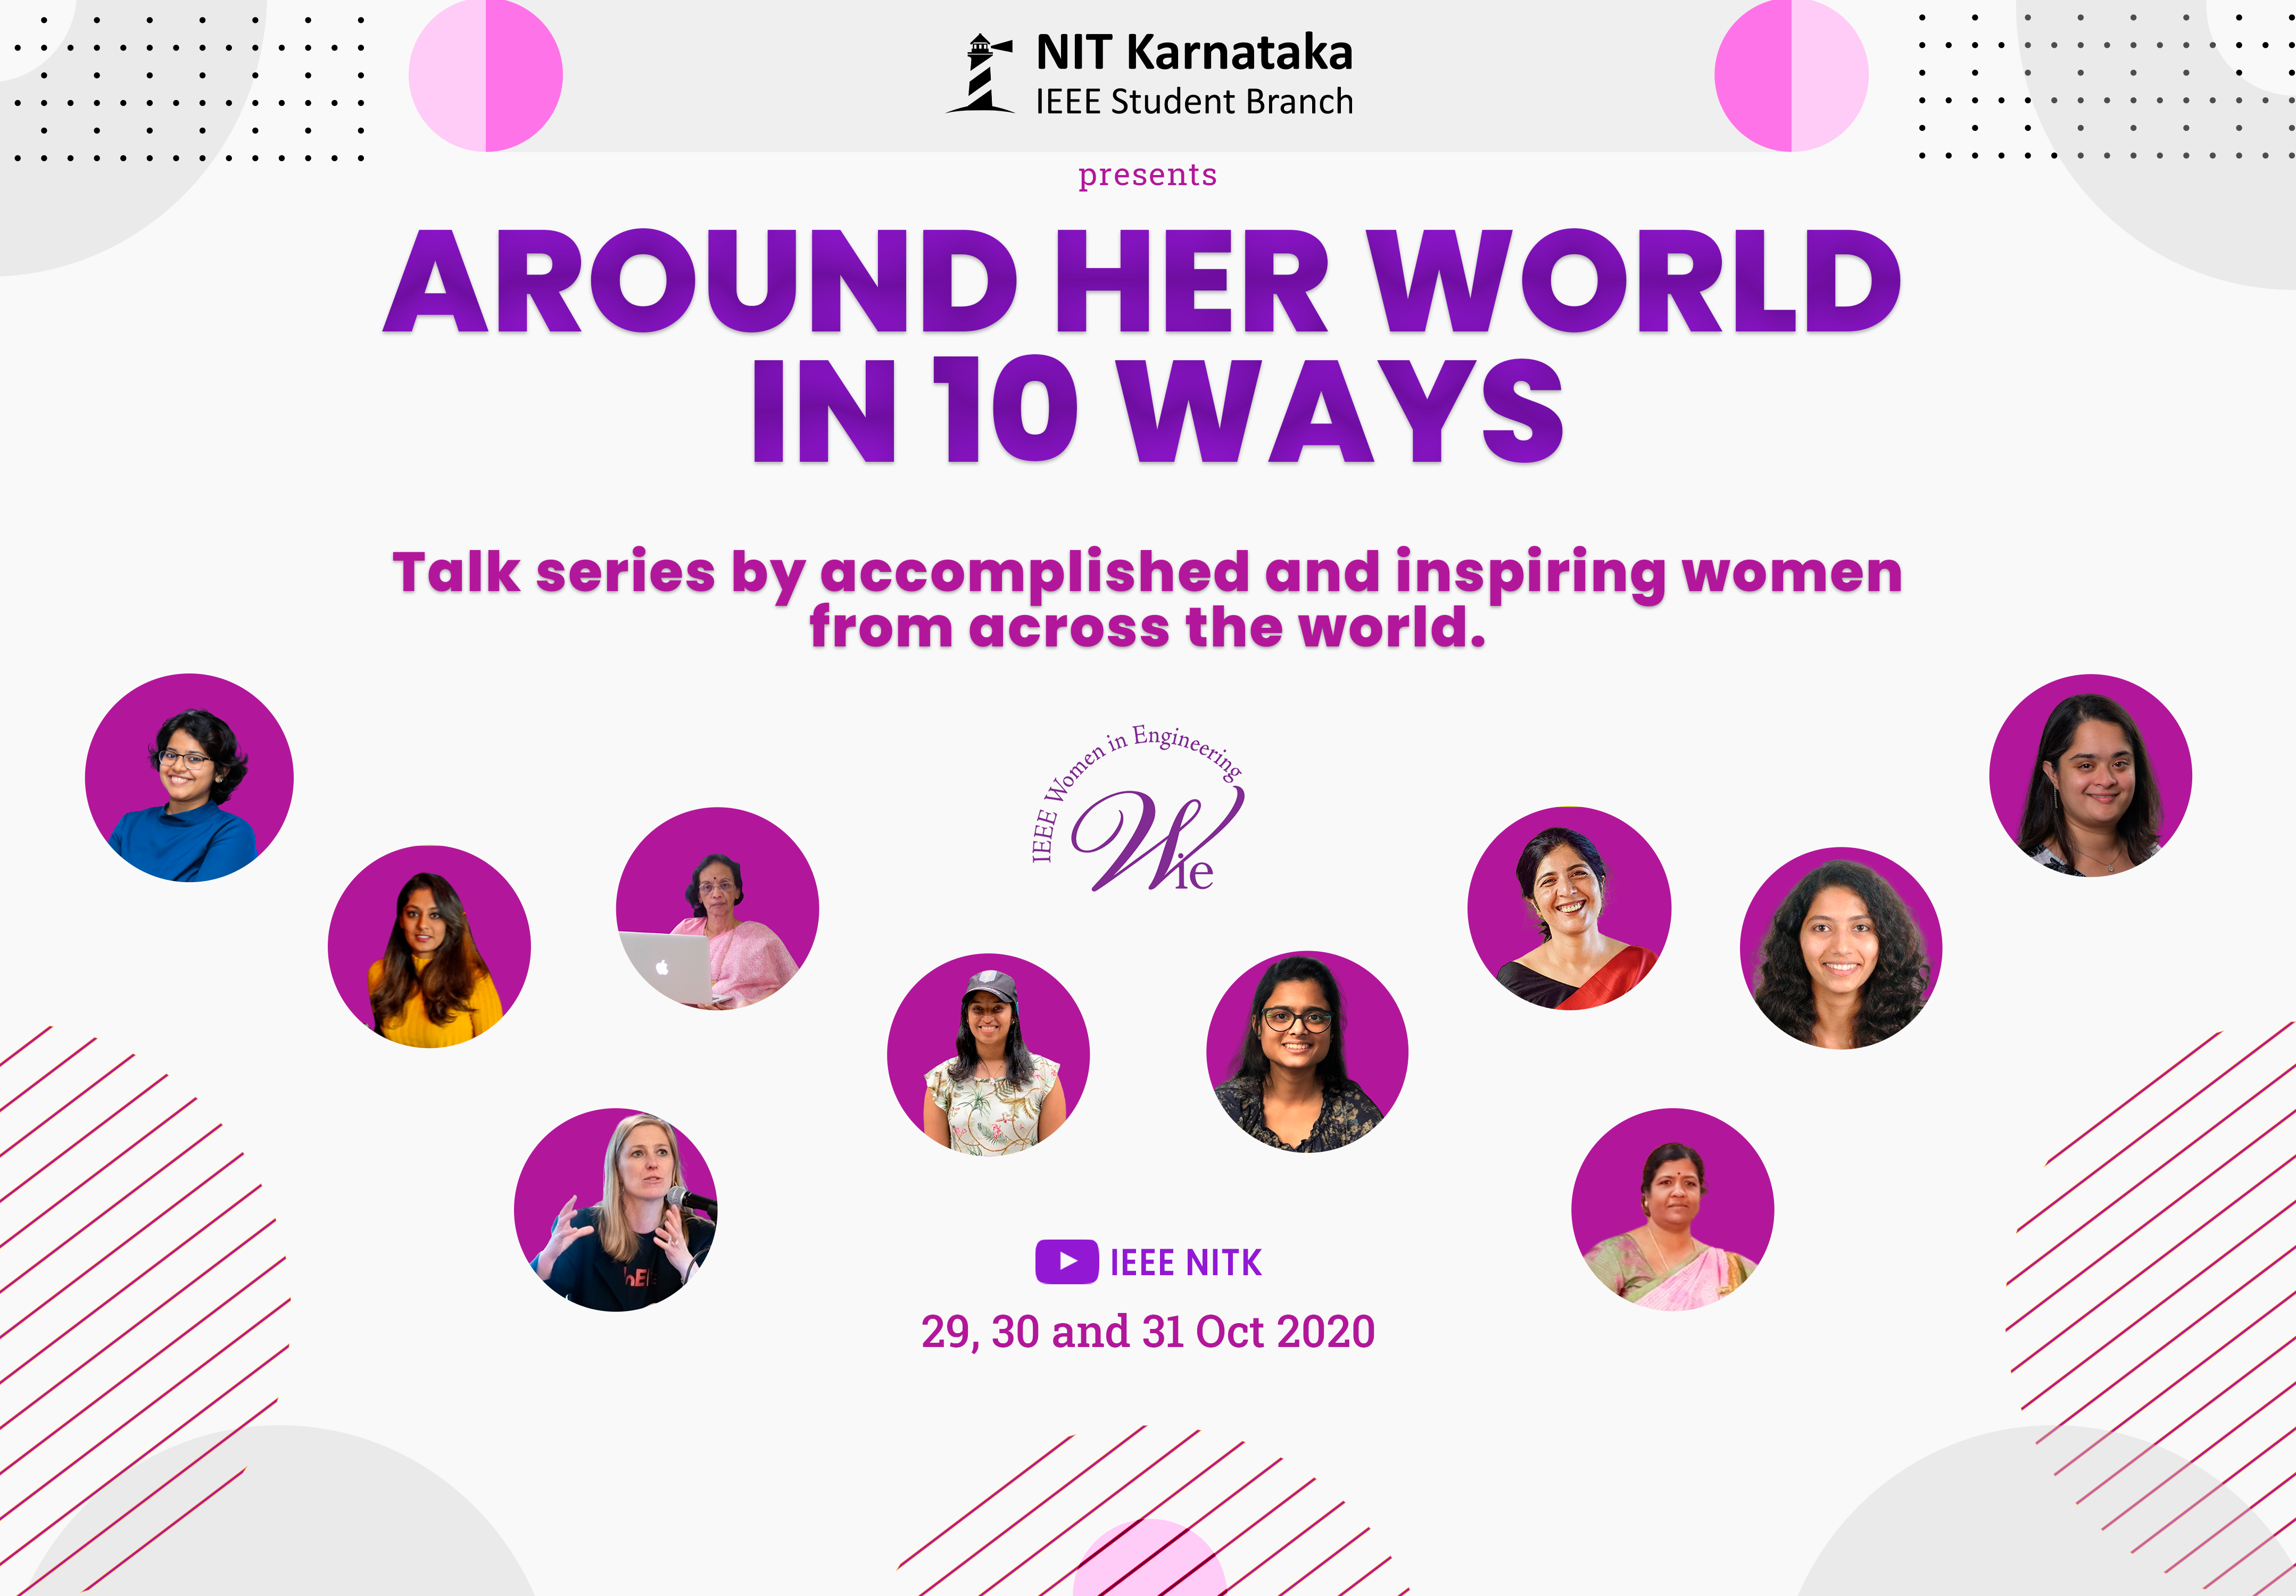 NIT Karnataka
IEEE Student Branch
presents
AROUND HER WORLD
IN 10 WAYS
Talk series by accomplished and inspiring women
from across the world.
IEEE Women in Engineering
Wie
IEEE NITK
29, 30 and 31 Oct 2020